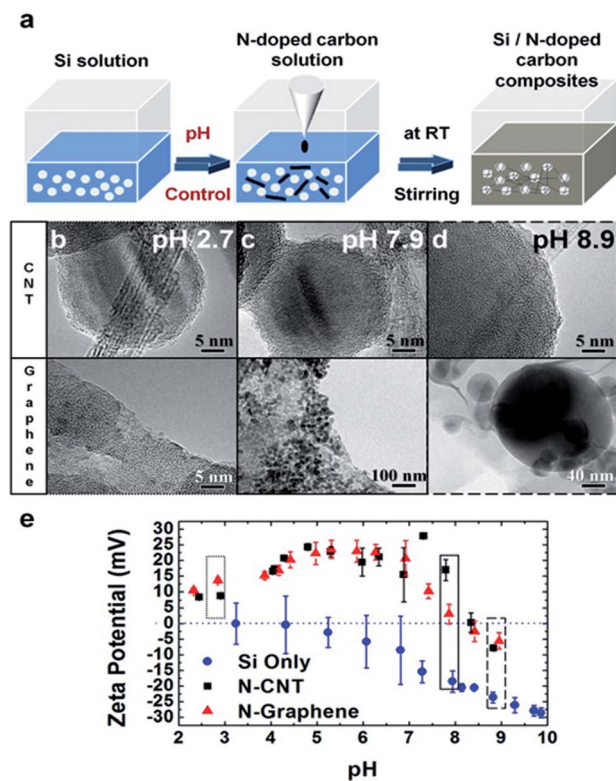 a
Si solution
N-doped carbon
solution
Si / N-doped
carbon
composites
pH
Control
at RT
Stirring
CNT
b
pH 2.7
5 nm
c
pH 7.9
5 nm
d
pH 8.9
5 nm
Graphene
5 nm
100 nm
40 nm
e
Zeta Potential (mV)
30
25
20
15
10
5
0
-5
-10
-15
-20
-25
-30
Si Only
N-CNT
N-Graphene
2 3 4 5 6 7 8 9 10
pH